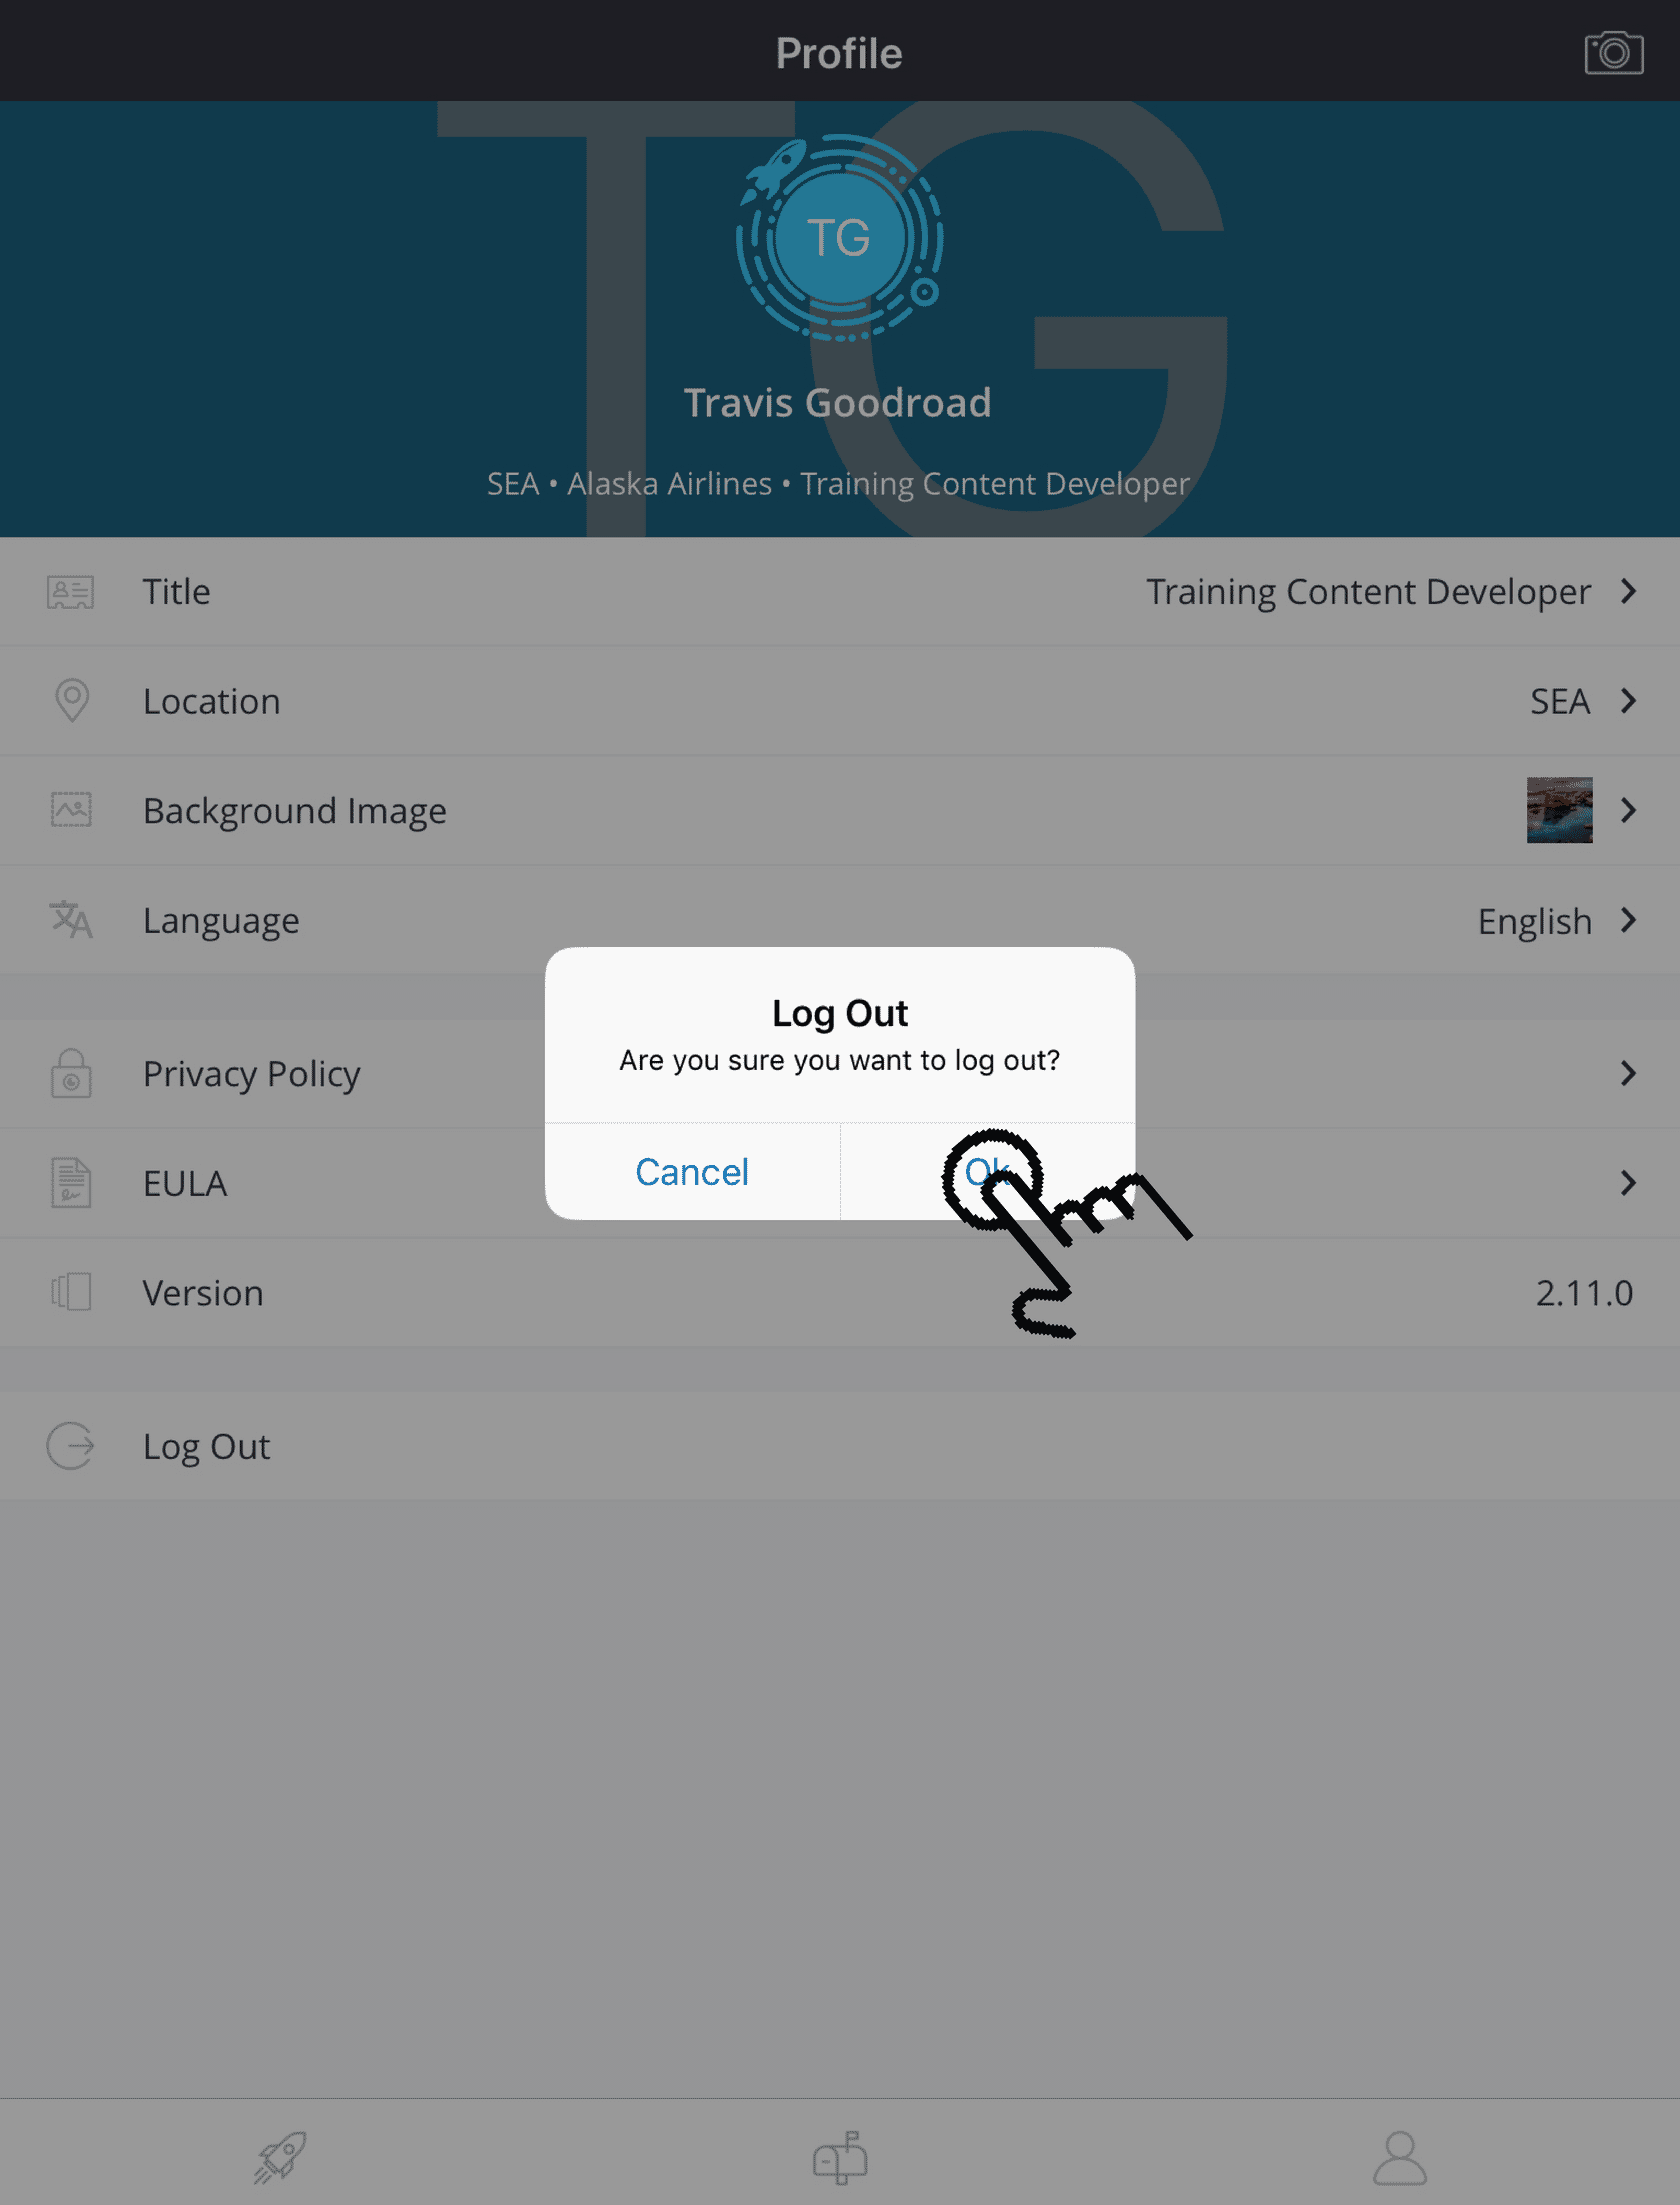 Profile
TG
TG
Travis Goodroad
SEA • Alaska Airlines • Training Content Developer
Title Training Content Developer
Location SEA
Background Image
Language English
Log Out
Are you sure you want to log out?
Cancel Ok
Privacy Policy
EULA
Version 2.11.0
Log Out